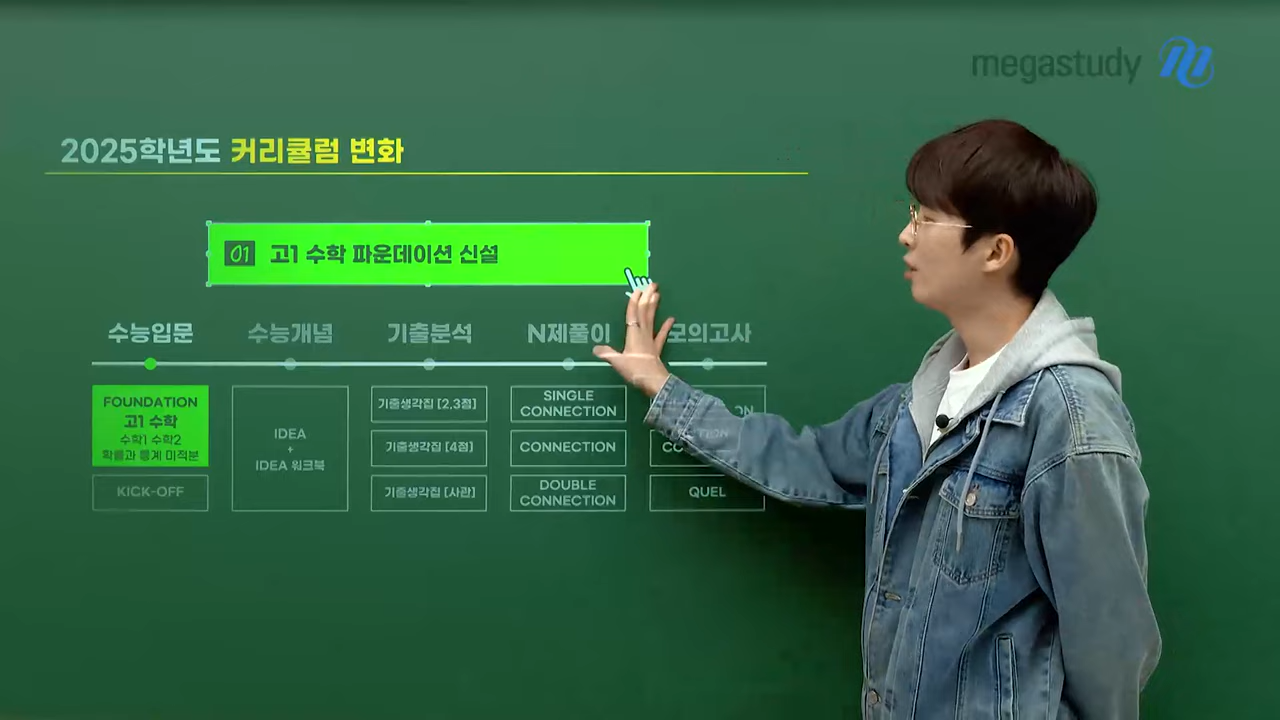 megastudy
2025학년도 커리큘럼 변화
01 고1 수학 파운데이션 신설
수능입문
수능개념
기출분석
N제풀이
모의고사
FOUNDATION
고1 수학
수학1 수학2
확률과 통계 미적분
KICK-OFF
IDEA
+
IDEA 워크북
기출생각집 [2,3점]
기출생각집 [4점]
기출생각집 [사관]
SINGLE
CONNECTION
CONNECTION
DOUBLE
CONNECTION
QUEL